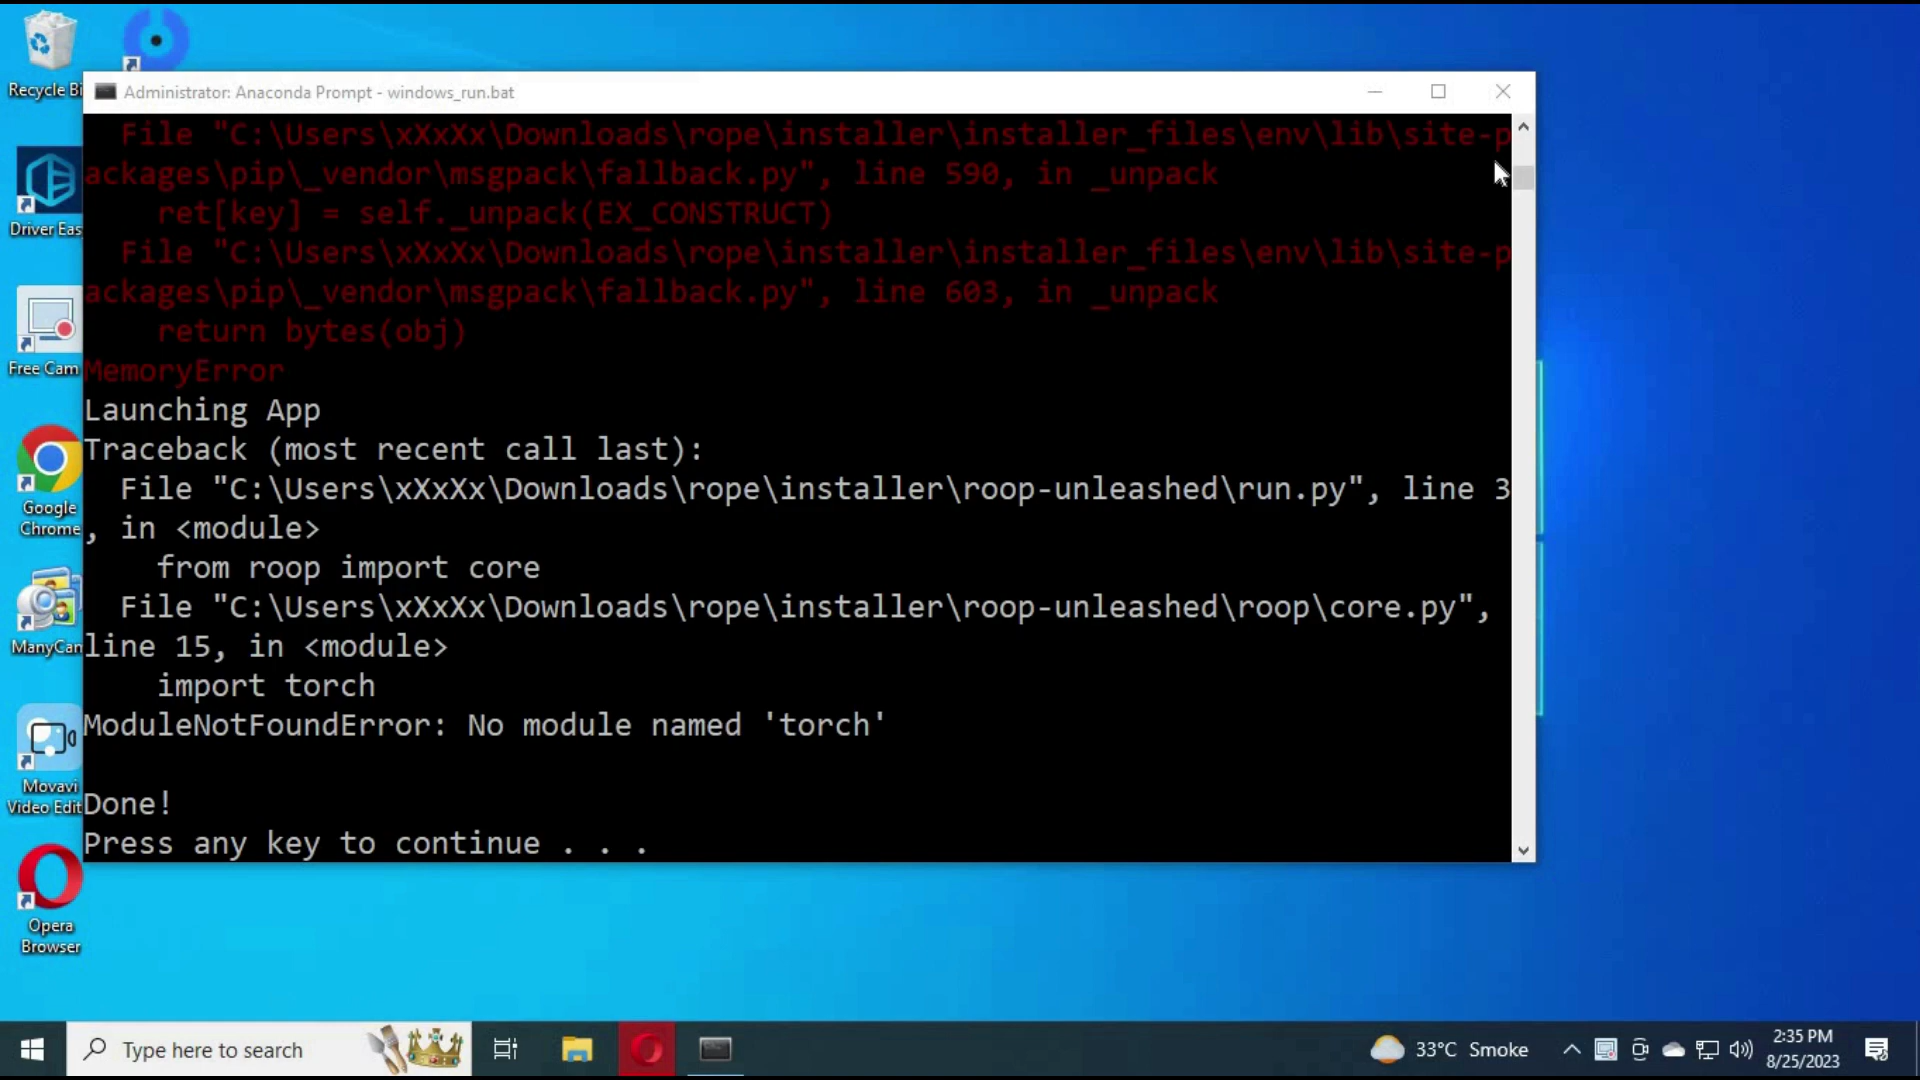 Recycle Bi
Administrator: Anaconda Prompt - windows_run.bat
File "C:\Users\xXxXx\Downloads\rope\installer\installer_files\env\lib\site-p
ackages\pip\_vendor\msgpack\fallback.py", line 590, in _unpack
ret[key] = self._unpack(EX_CONSTRUCT)
File "C:\Users\xXxXx\Downloads\rope\installer\installer_files\env\lib\site-p
ackages\pip\_vendor\msgpack\fallback.py", line 603, in _unpack
return bytes(obj)
MemoryError
Launching App
Traceback (most recent call last):
File "C:\Users\xXxXx\Downloads\rope\installer\roop-unleashed\run.py", line 3
, in <module>
from roop import core
File "C:\Users\xXxXx\Downloads\rope\installer\roop-unleashed\roop\core.py",
line 15, in <module>
import torch
ModuleNotFoundError: No module named 'torch'
Done!
Press any key to continue . . .
Driver Eas
Free Cam
Google
Chrome
ManyCam
Movavi
Video Edit
Opera
Browser
Type here to search
33°C Smoke
2:35 PM
8/25/2023